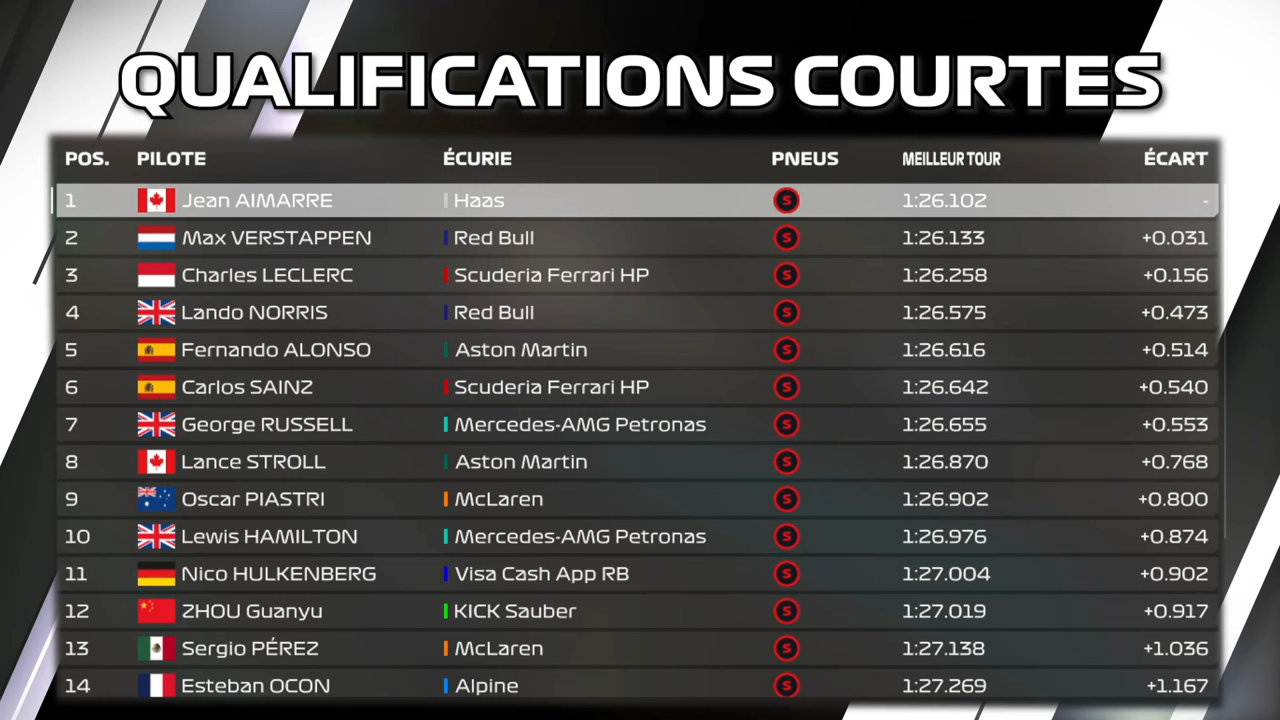 QUALIFICATIONS COURTES
POS. PILOTE ÉCURIE PNEUS MEILLEUR TOUR ÉCART
1 Jean AIMARRE Haas S 1:26.102 -
2 Max VERSTAPPEN Red Bull S 1:26.133 +0.031
3 Charles LECLERC Scuderia Ferrari HP S 1:26.258 +0.156
4 Lando NORRIS Red Bull S 1:26.575 +0.473
5 Fernando ALONSO Aston Martin S 1:26.616 +0.514
6 Carlos SAINZ Scuderia Ferrari HP S 1:26.642 +0.540
7 George RUSSELL Mercedes-AMG Petronas S 1:26.655 +0.553
8 Lance STROLL Aston Martin S 1:26.870 +0.768
9 Oscar PIASTRI McLaren S 1:26.902 +0.800
10 Lewis HAMILTON Mercedes-AMG Petronas S 1:26.976 +0.874
11 Nico HULKENBERG Visa Cash App RB S 1:27.004 +0.902
12 ZHOU Guanyu KICK Sauber S 1:27.019 +0.917
13 Sergio PÉREZ McLaren S 1:27.138 +1.036
14 Esteban OCON Alpine S 1:27.269 +1.167